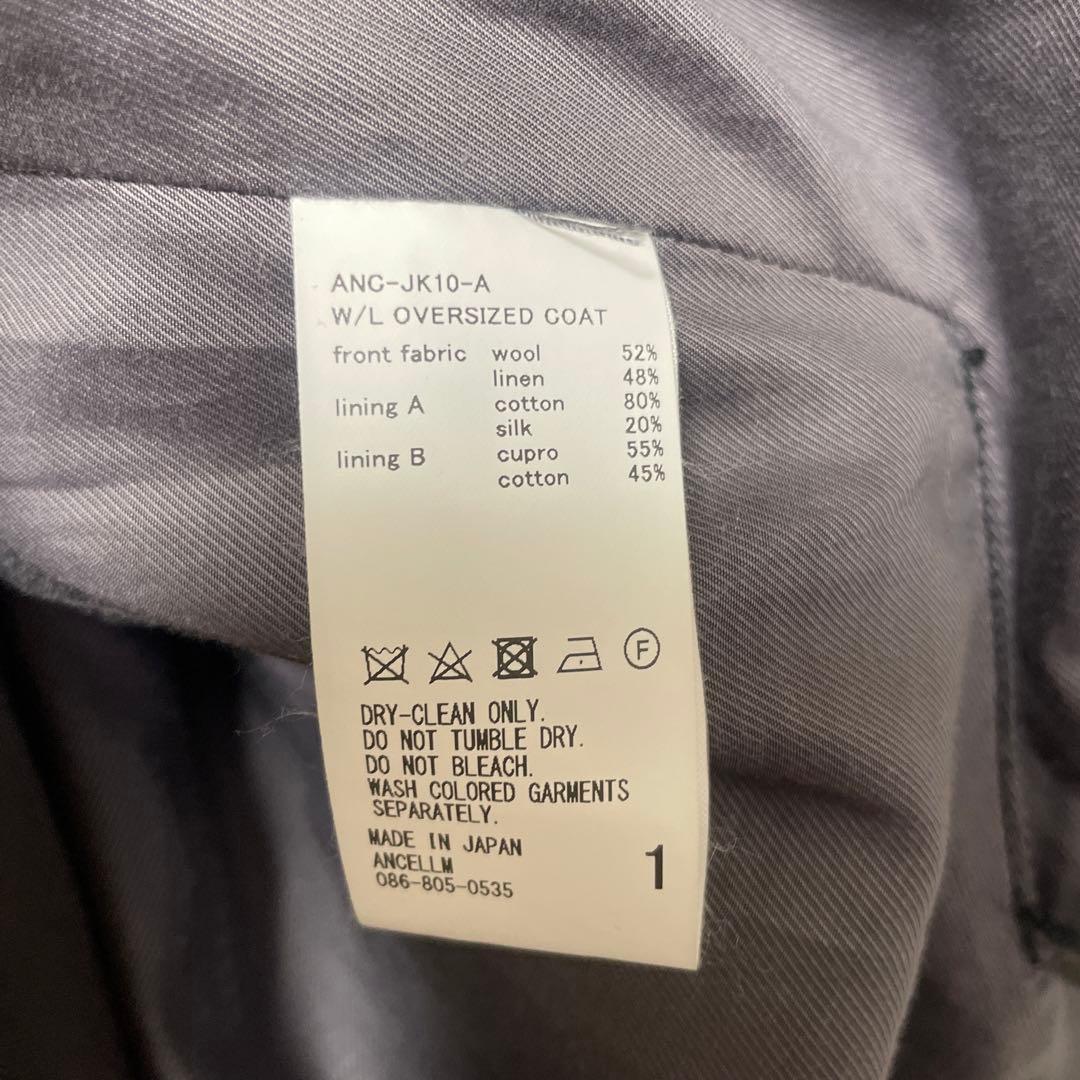 ANC-JK10-A
W/L OVERSIZED COAT
front fabric wool 52%
linen 48%
lining A cotton 80%
silk 20%
lining B cupro 55%
cotton 45%
F
DRY-CLEAN ONLY.
DO NOT TUMBLE DRY.
DO NOT BLEACH.
WASH COLORED GARMENTS
SEPARATELY.
MADE IN JAPAN
ANCELLM
086-805-0535
1